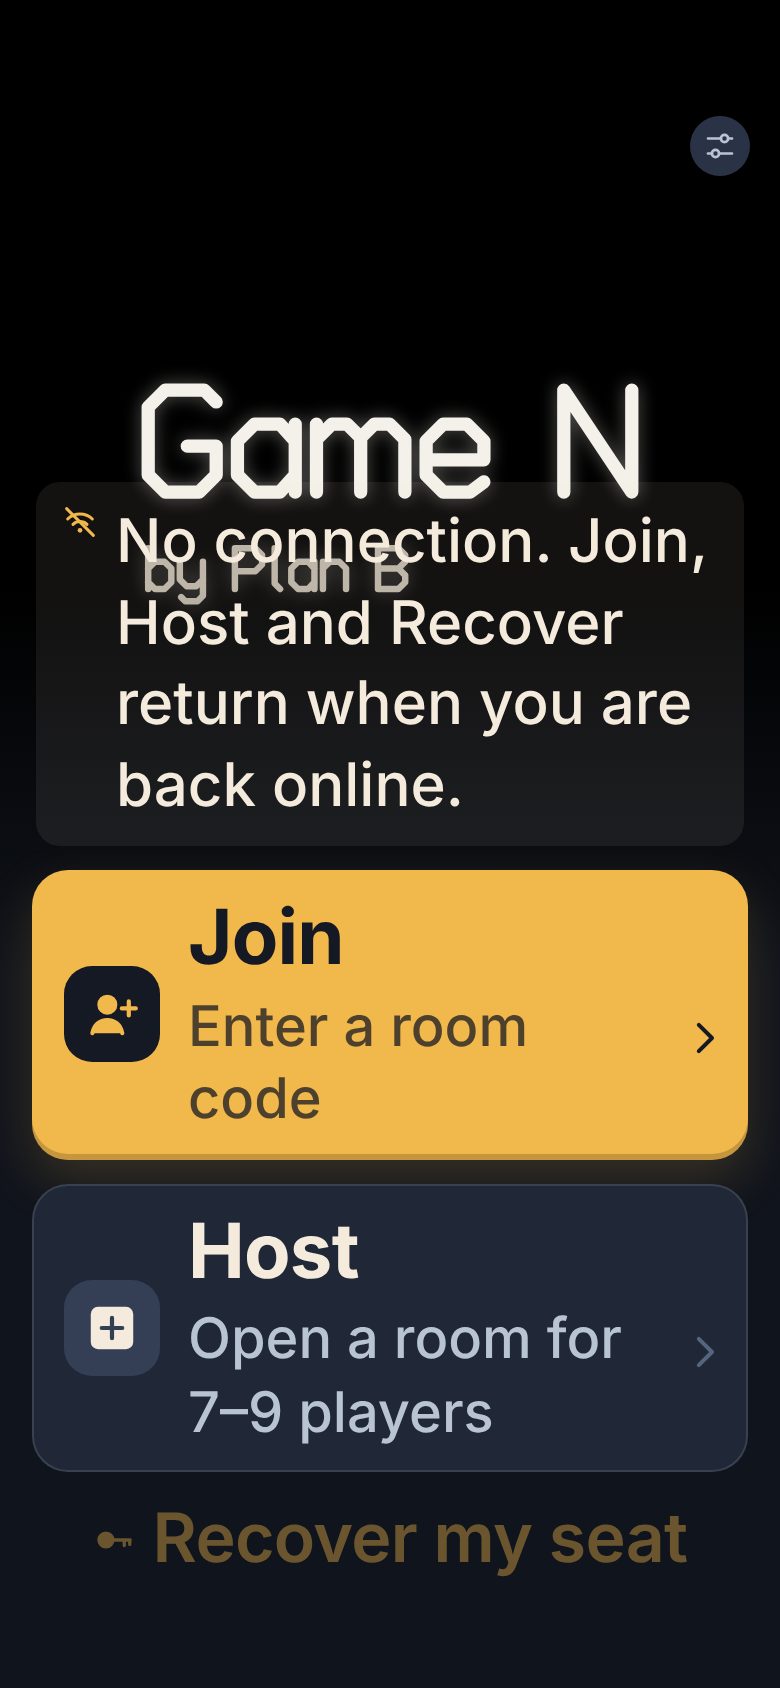 Game N
by Plan B
No connection. Join,
Host and Recover
return when you are
back online.
Join
Enter a room
code
Host
Open a room for
7–9 players
Recover my seat